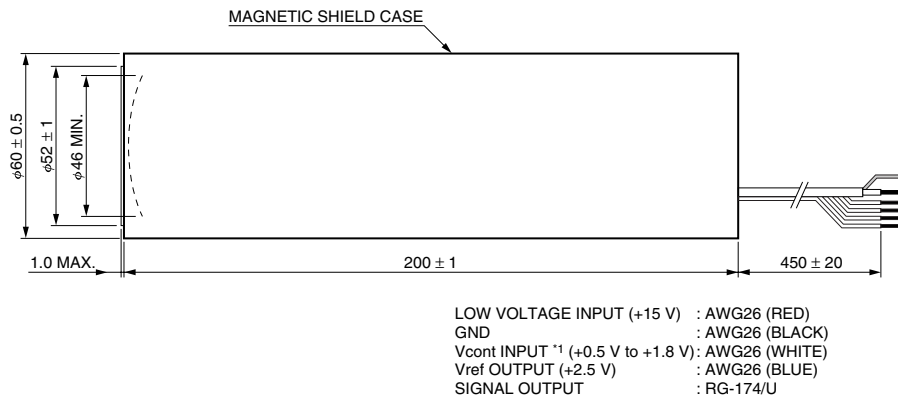 MAGNETIC SHIELD CASE
φ60 ± 0.5
φ52 ± 1
φ46 MIN.
1.0 MAX.
200 ± 1
450 ± 20
LOW VOLTAGE INPUT (+15 V) : AWG26 (RED)
GND : AWG26 (BLACK)
Vcont INPUT *1 (+0.5 V to +1.8 V): AWG26 (WHITE)
Vref OUTPUT (+2.5 V) : AWG26 (BLUE)
SIGNAL OUTPUT : RG-174/U